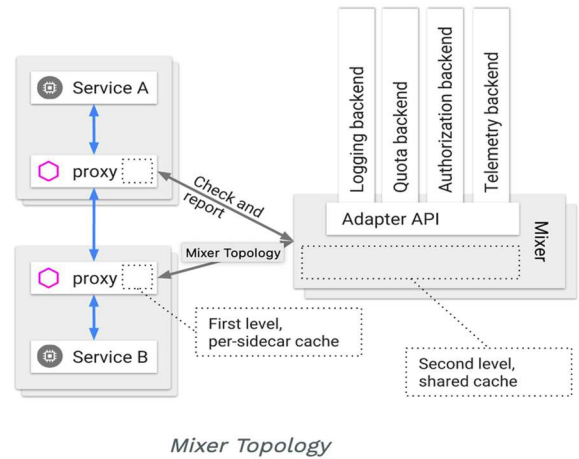 Service A
proxy
Check and
report
Mixer Topology
proxy
Service B
First level,
per-sidecar cache
Logging backend
Quota backend
Authorization backend
Telemetry backend
Adapter API
Mixer
Second level,
shared cache
Mixer Topology